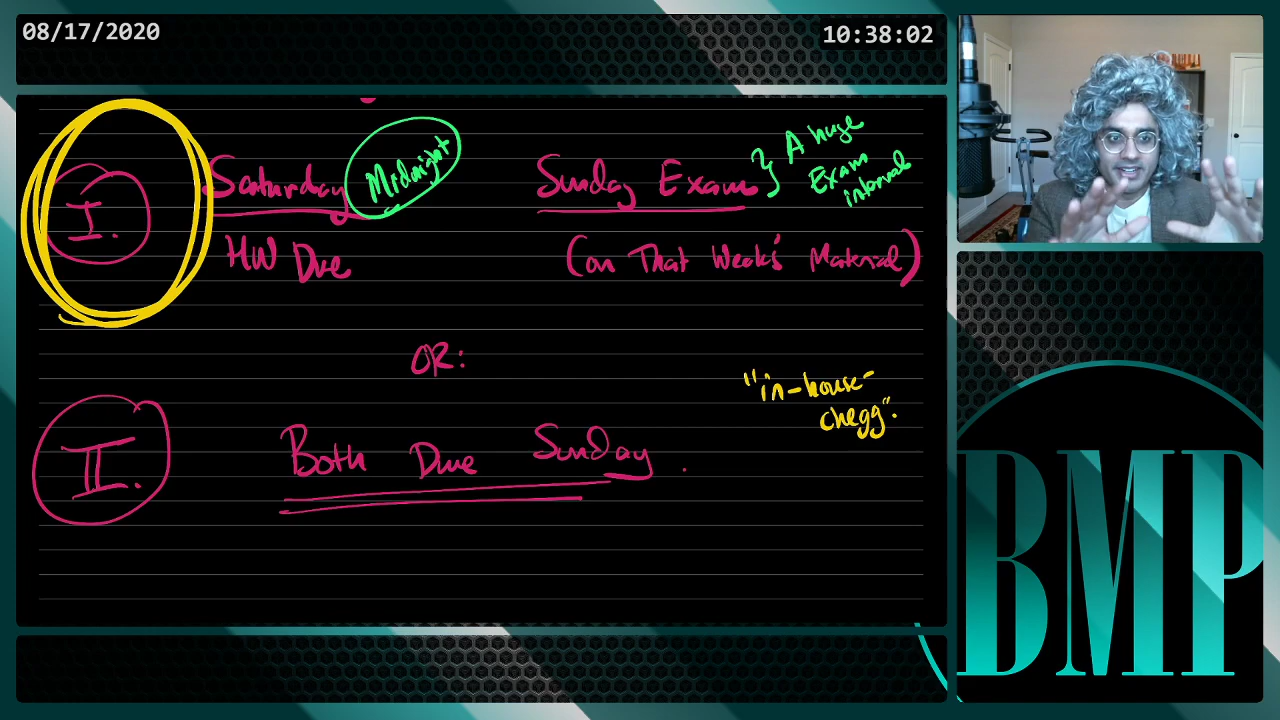 08/17/2020
10:38:02
I. Saturday Midnight Sunday Exam } A huge
Exam
interval
HW Due (on That Week's Material)
OR:
"in-house-
chegg".
II. Both Due Sunday.
BMP